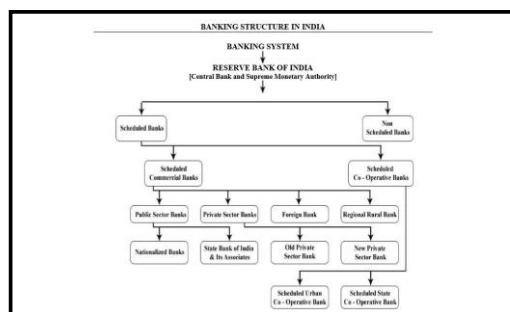 BANKING STRUCTURE IN INDIA
BANKING SYSTEM
RESERVE BANK OF INDIA
[Central Bank and Supreme Monetary Authority]
Scheduled Banks
Non
Scheduled Banks
Scheduled
Commercial Banks
Scheduled
Co - Operative Banks
Public Sector Banks
Private Sector Banks
Foreign Bank
Regional Rural Bank
Nationalized Banks
State Bank of India
& Its Associates
Old Private
Sector Bank
New Private
Sector Bank
Scheduled Urban
Co - Operative Bank
Scheduled State
Co - Operative Bank